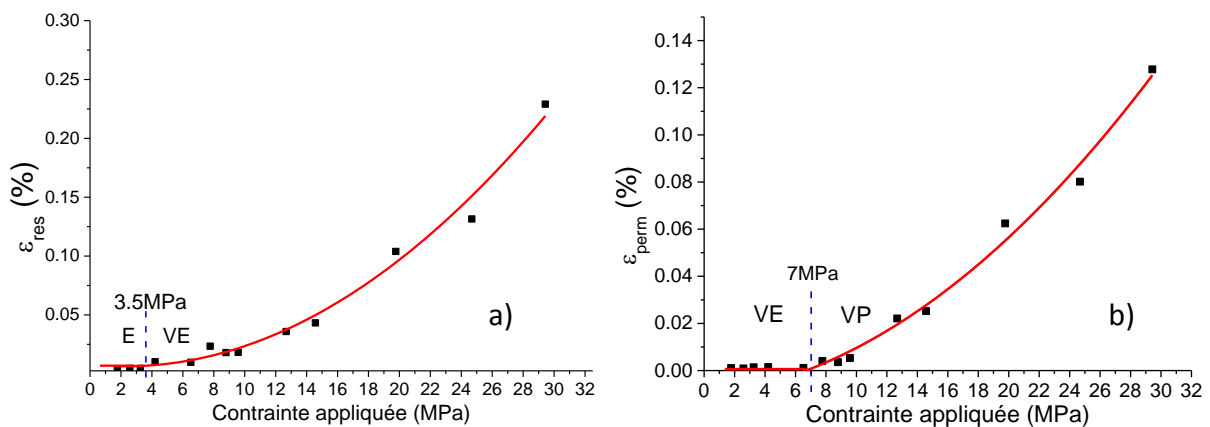 0.30
0.25
0.20
0.15
0.10
0.05
ε_res (%)
3.5MPa
E VE
a)
0 2 4 6 8 10 12 14 16 18 20 22 24 26 28 30 32
Contrainte appliquée (MPa)
0.14
0.12
0.10
0.08
0.06
0.04
0.02
0.00
ε_perm (%)
7MPa
VE VP
b)
0 2 4 6 8 10 12 14 16 18 20 22 24 26 28 30 32
Contrainte appliquée (MPa)